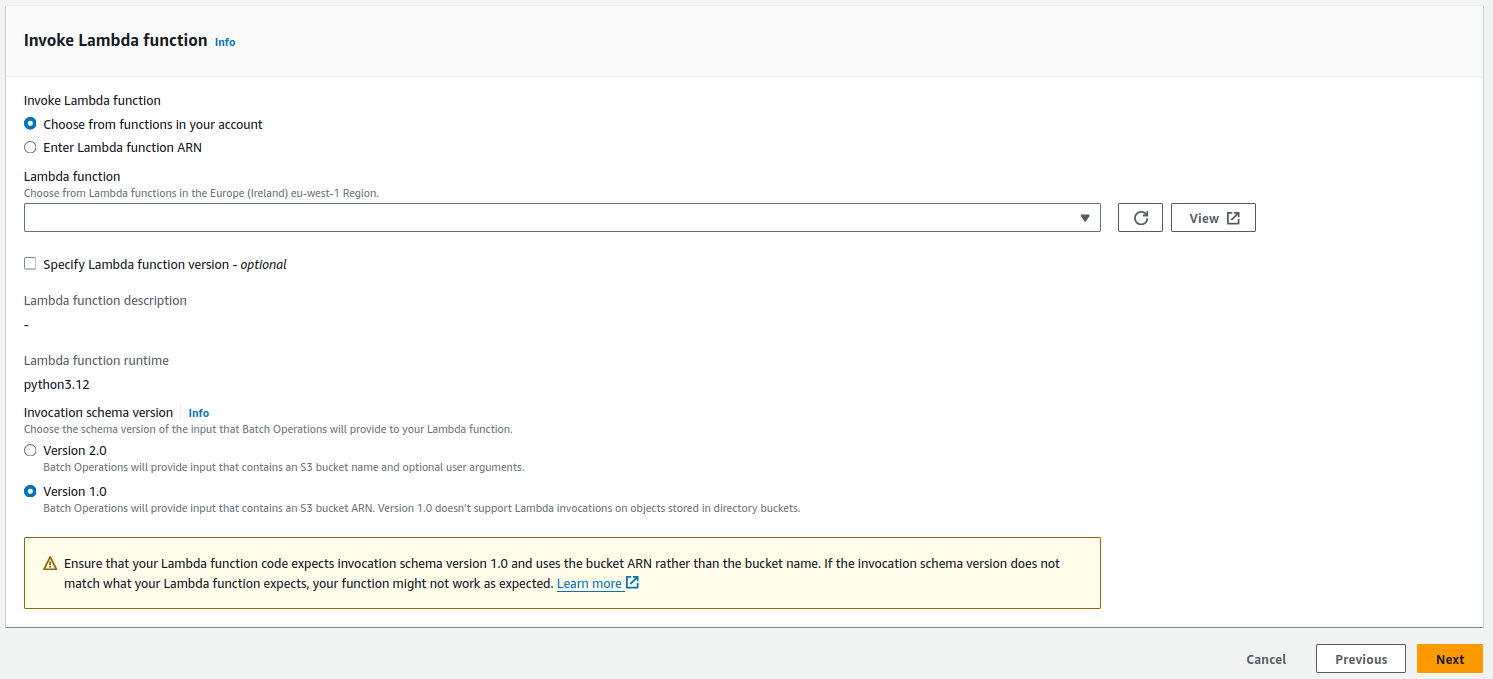 Invoke Lambda function Info
Invoke Lambda function
Choose from functions in your account
Enter Lambda function ARN
Lambda function
Choose from Lambda functions in the Europe (Ireland) eu-west-1 Region.
View
Specify Lambda function version - optional
Lambda function description
-
Lambda function runtime
python3.12
Invocation schema version Info
Choose the schema version of the input that Batch Operations will provide to your Lambda function.
Version 2.0
Batch Operations will provide input that contains an S3 bucket name and optional user arguments.
Version 1.0
Batch Operations will provide input that contains an S3 bucket ARN. Version 1.0 doesn't support Lambda invocations on objects stored in directory buckets.
Ensure that your Lambda function code expects invocation schema version 1.0 and uses the bucket ARN rather than the bucket name. If the invocation schema version does not
match what your Lambda function expects, your function might not work as expected. Learn more
Cancel Previous Next